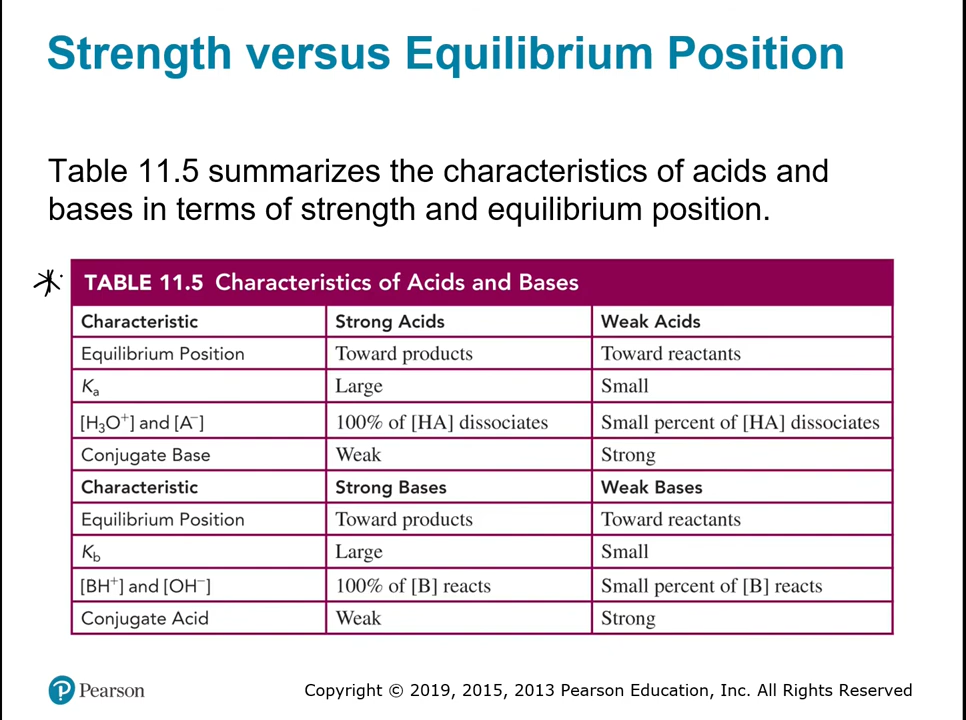 Strength versus Equilibrium Position
Table 11.5 summarizes the characteristics of acids and
bases in terms of strength and equilibrium position.
TABLE 11.5 Characteristics of Acids and Bases
Characteristic Strong Acids Weak Acids
Equilibrium Position Toward products Toward reactants
Kₐ Large Small
[H₃O⁺] and [A⁻] 100% of [HA] dissociates Small percent of [HA] dissociates
Conjugate Base Weak Strong
Characteristic Strong Bases Weak Bases
Equilibrium Position Toward products Toward reactants
K_b Large Small
[BH⁺] and [OH⁻] 100% of [B] reacts Small percent of [B] reacts
Conjugate Acid Weak Strong
P Pearson
Copyright © 2019, 2015, 2013 Pearson Education, Inc. All Rights Reserved